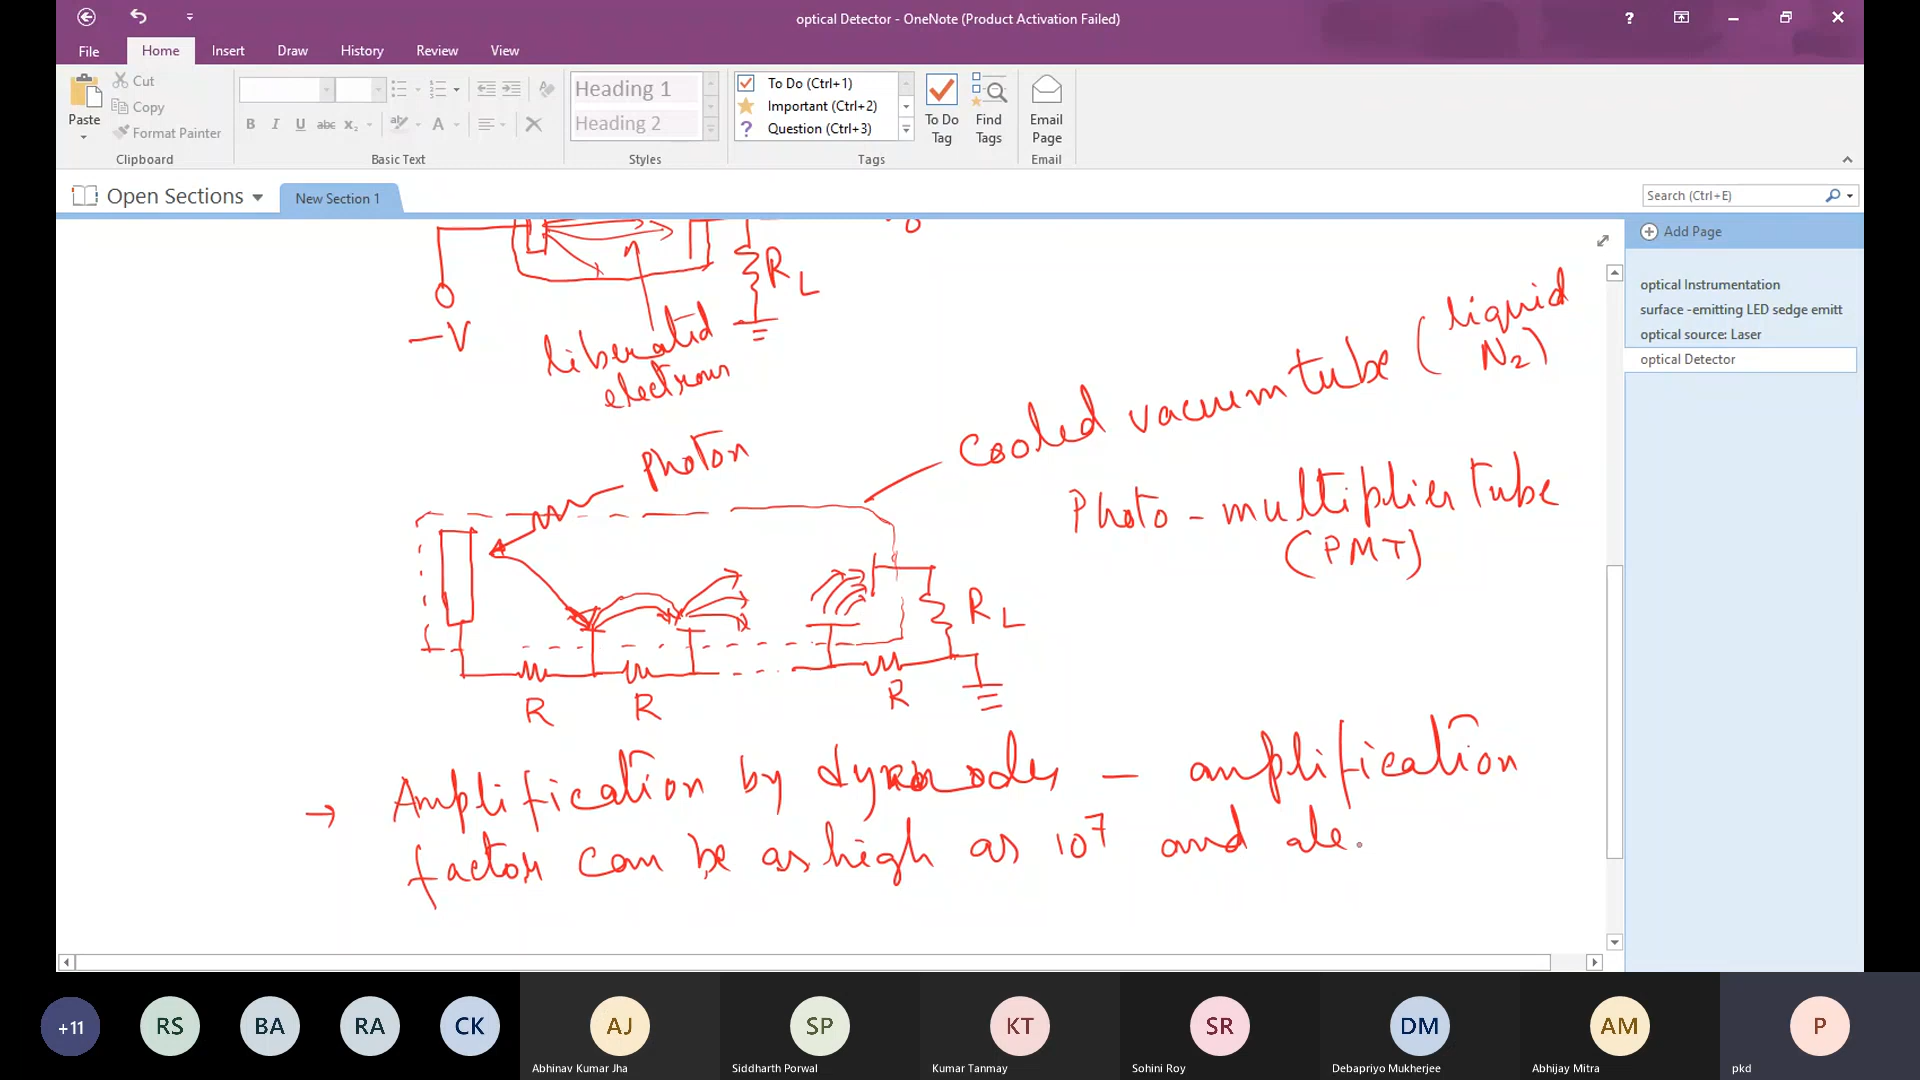 optical Detector - OneNote (Product Activation Failed)
?
File Home Insert Draw History Review View
Paste
Cut
Copy
Format Painter
Clipboard
B I U abc x₂ A
Basic Text
Heading 1
Heading 2
Styles
To Do (Ctrl+1)
Important (Ctrl+2)
Question (Ctrl+3)
Tags
To Do
Tag
Find
Tags
Email
Page
Email
Open Sections
New Section 1
Search (Ctrl+E)
Add Page
optical Instrumentation
surface -emitting LED sedge emitt
optical source: Laser
optical Detector
R L
-V
liberated
electrons
Photon
Cooled vacuum tube (liquid
N2)
Photo - multiplier tube
(PMT)
R L
R R R
→ Amplification by dynodes — amplification
factor can be as high as 10⁷ and
+11 RS BA RA CK AJ SP KT SR DM AM P
Abhinav Kumar Jha
Siddharth Porwal
Kumar Tanmay
Sohini Roy
Debapriyo Mukherjee
Abhijay Mitra
pkd